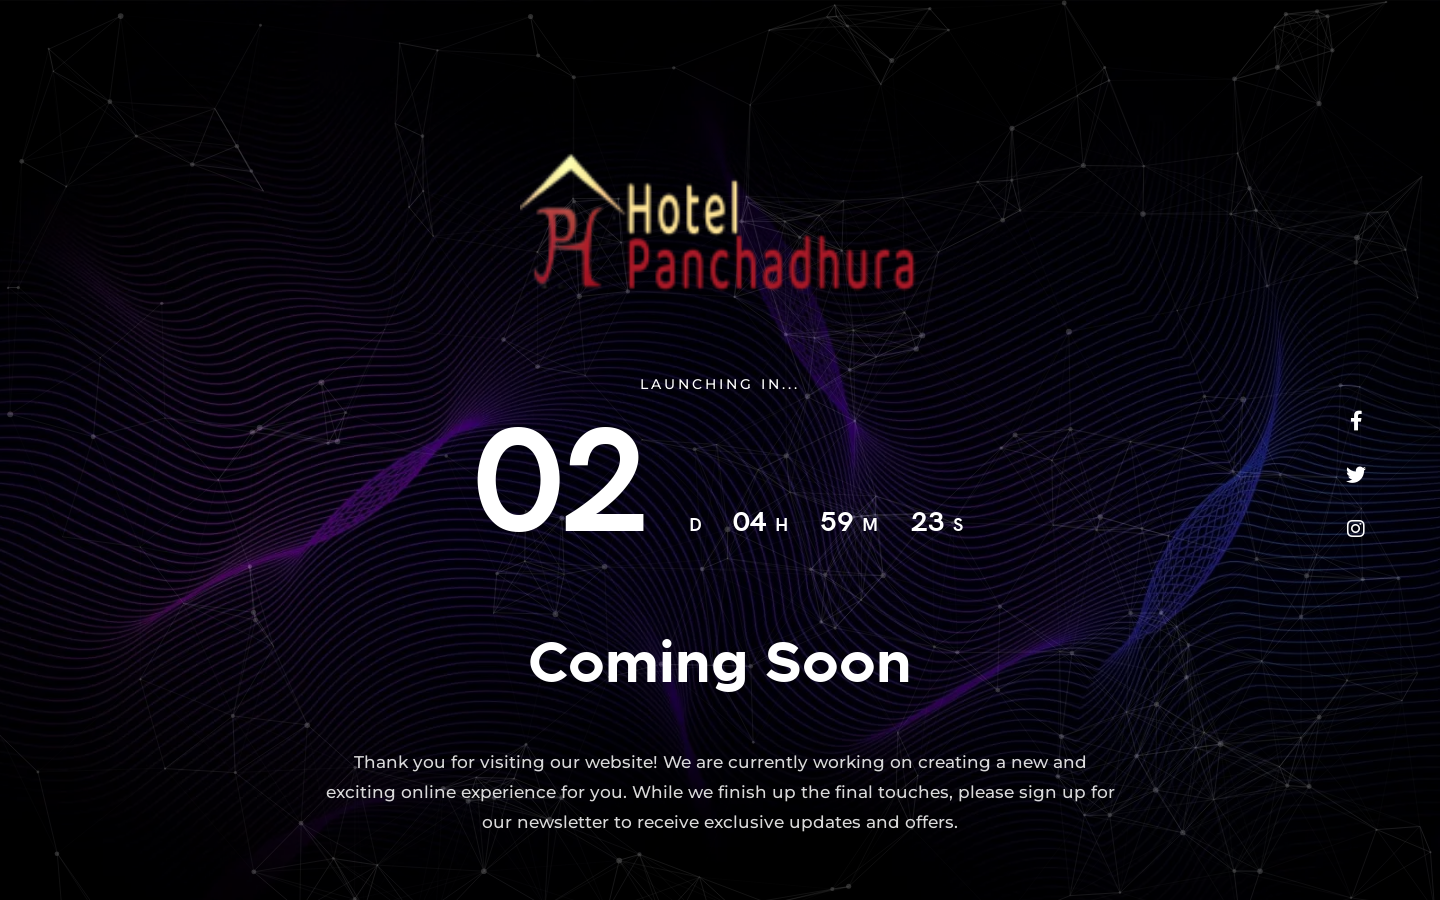 PH Hotel
Panchadhura
LAUNCHING IN...
02 D 04 H 59 M 23 S
Coming Soon
Thank you for visiting our website! We are currently working on creating a new and
exciting online experience for you. While we finish up the final touches, please sign up for
our newsletter to receive exclusive updates and offers.